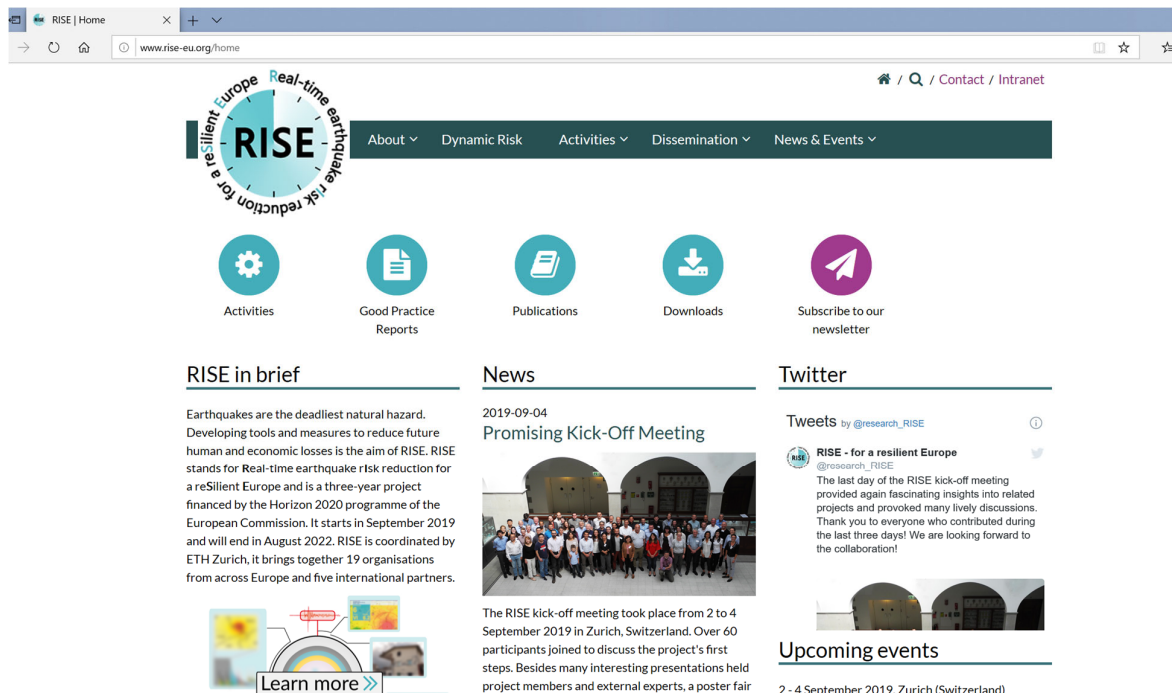 RISE | Home
www.rise-eu.org/home
/ / Contact / Intranet
Real-time earthquake risk reduction for a reSilient Europe
RISE
About
Dynamic Risk
Activities
Dissemination
News & Events
Activities
Good Practice
Reports
Publications
Downloads
Subscribe to our
newsletter
RISE in brief
Earthquakes are the deadliest natural hazard.
Developing tools and measures to reduce future
human and economic losses is the aim of RISE. RISE
stands for Real-time earthquake rIsk reduction for
a reSilient Europe and is a three-year project
financed by the Horizon 2020 programme of the
European Commission. It starts in September 2019
and will end in August 2022. RISE is coordinated by
ETH Zurich, it brings together 19 organisations
from across Europe and five international partners.
Learn more
News
2019-09-04
Promising Kick-Off Meeting
The RISE kick-off meeting took place from 2 to 4
September 2019 in Zurich, Switzerland. Over 60
participants joined to discuss the project's first
steps. Besides many interesting presentations held
project members and external experts, a poster fair
Twitter
Tweets by @research_RISE
RISE
RISE - for a resilient Europe
@research_RISE
The last day of the RISE kick-off meeting
provided again fascinating insights into related
projects and provoked many lively discussions.
Thank you to everyone who contributed during
the last three days! We are looking forward to
the collaboration!
Upcoming events
2 - 4 September 2019, Zurich (Switzerland)